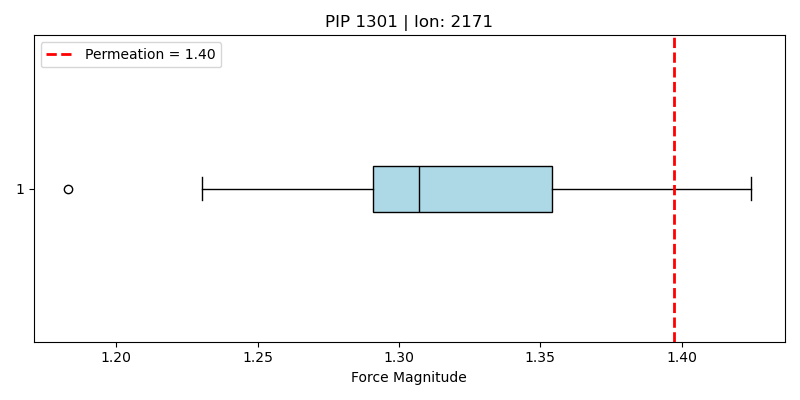 PIP 1301 | Ion: 2171
Permeation = 1.40
1
1.20 1.25 1.30 1.35 1.40
Force Magnitude